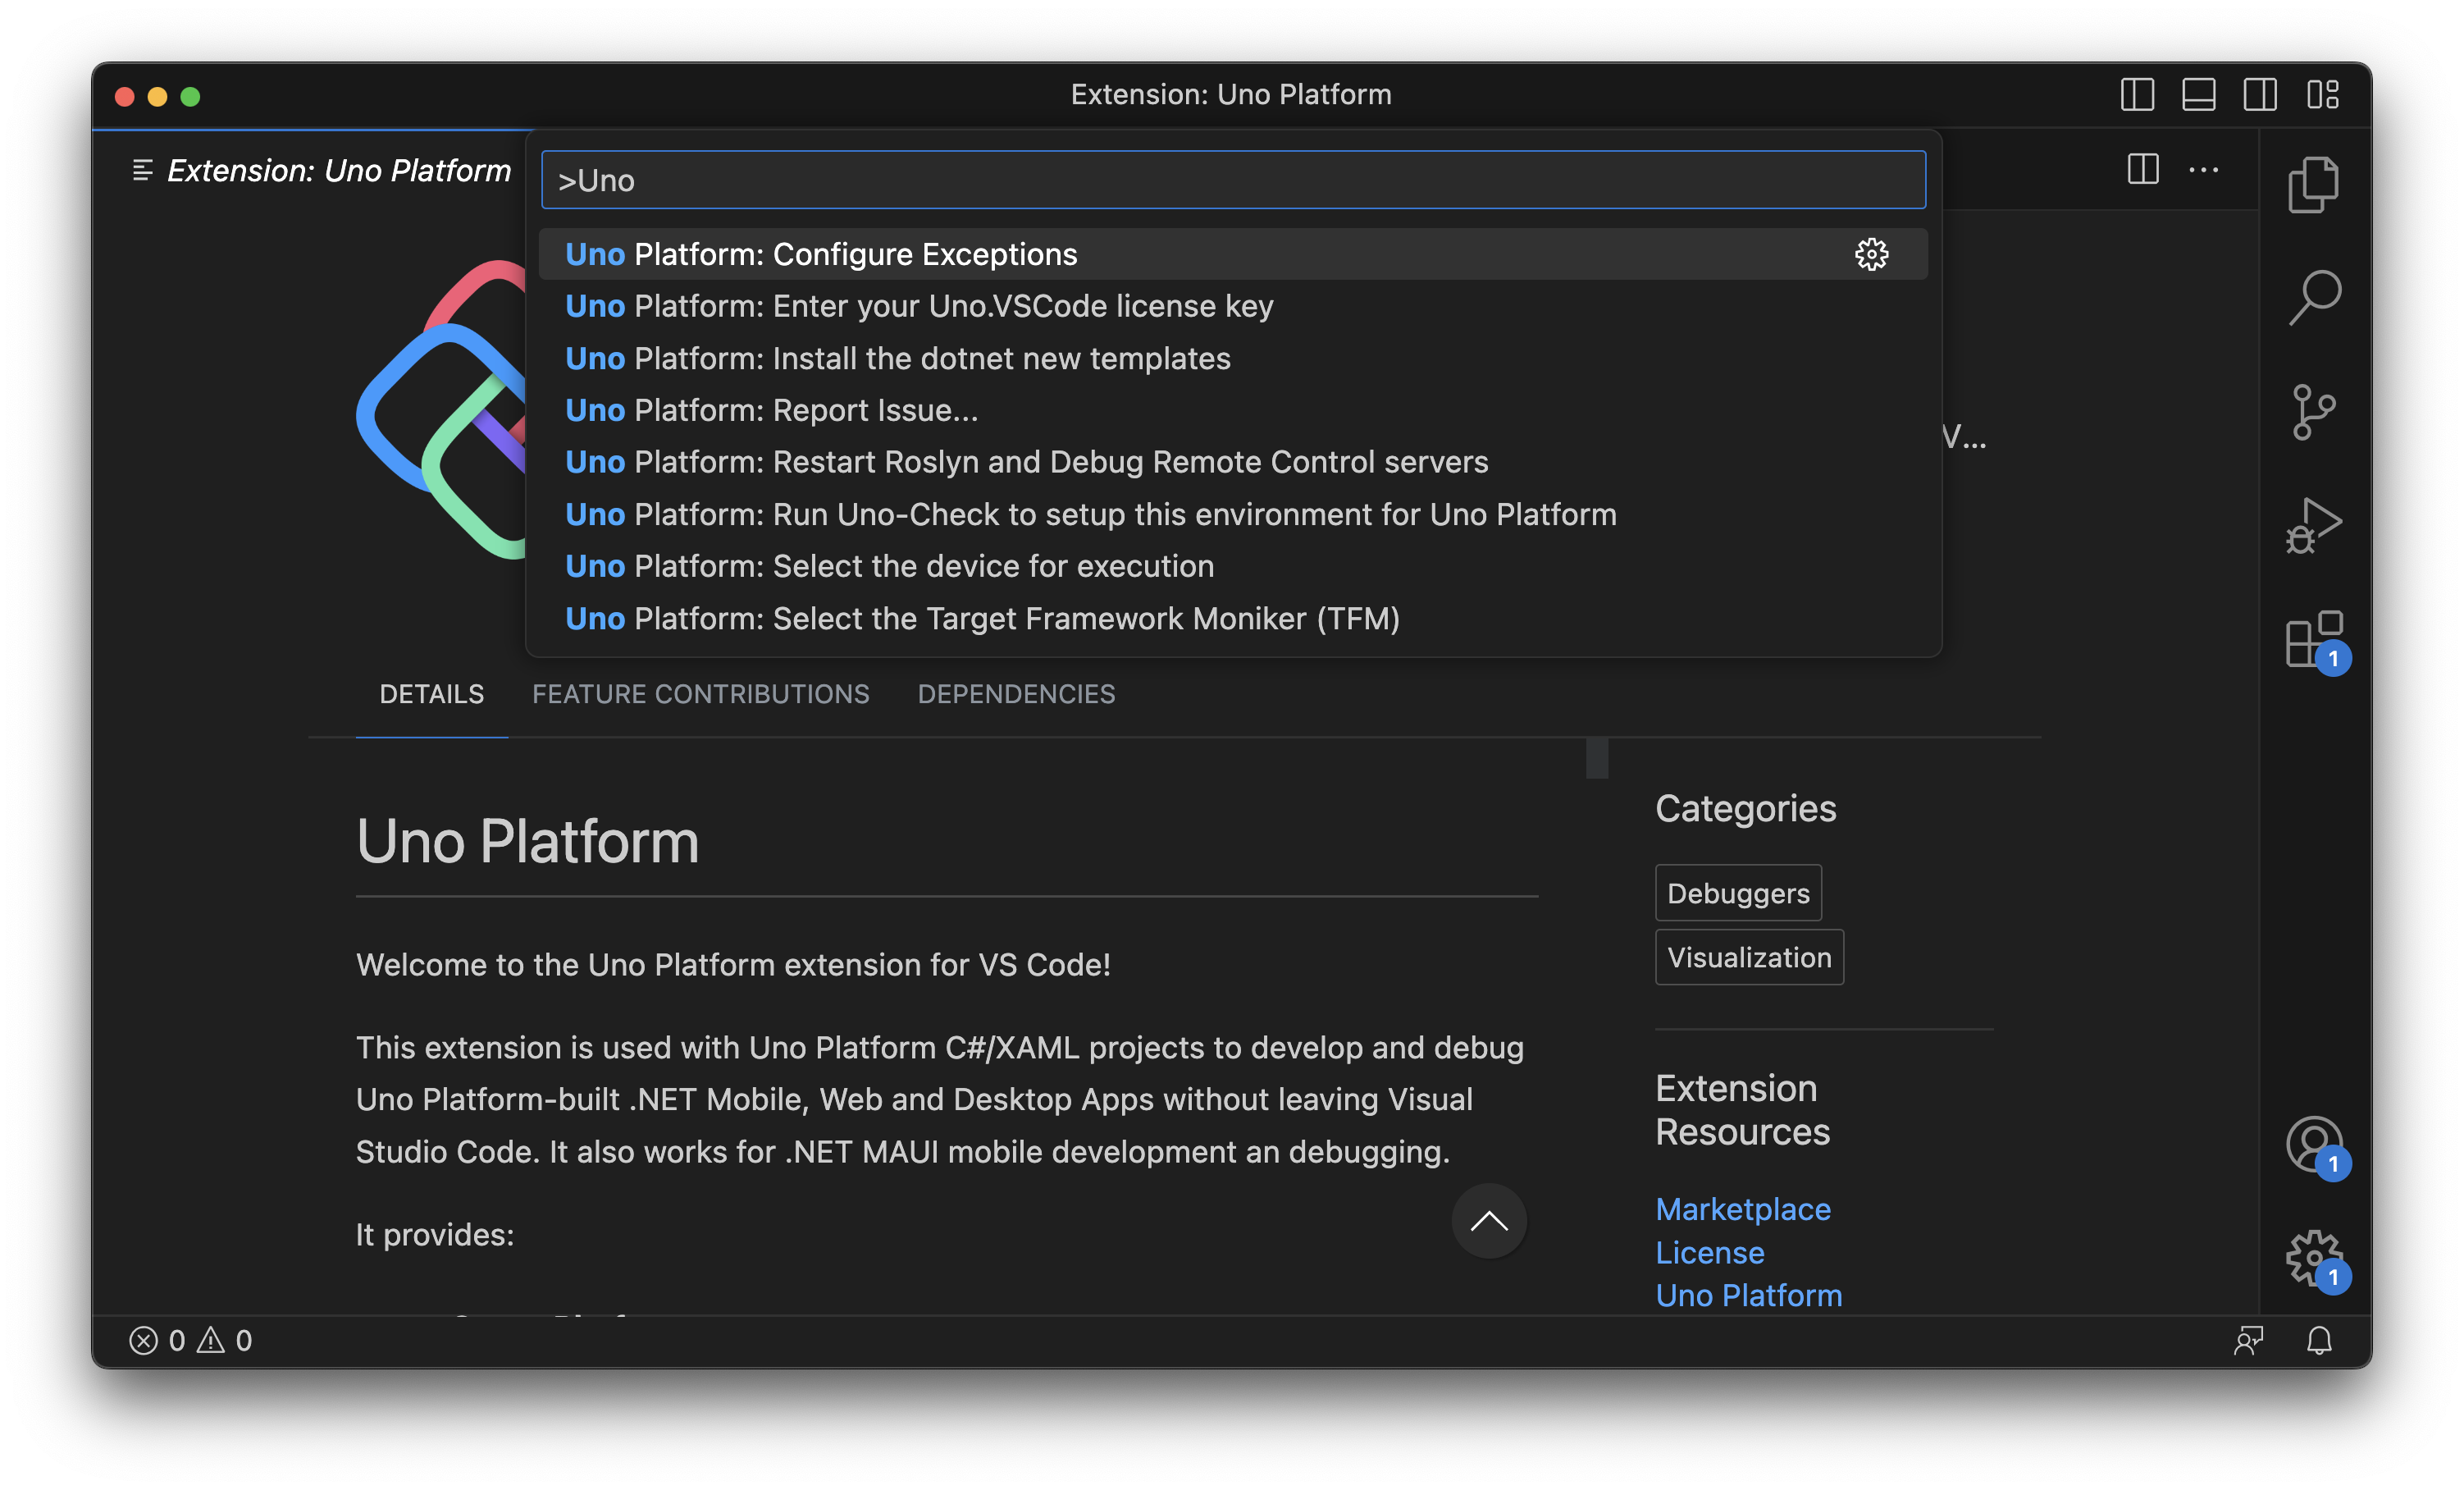 Extension: Uno Platform
Extension: Uno Platform
>Uno
Uno Platform: Configure Exceptions
Uno Platform: Enter your Uno.VSCode license key
Uno Platform: Install the dotnet new templates
Uno Platform: Report Issue...
Uno Platform: Restart Roslyn and Debug Remote Control servers
Uno Platform: Run Uno-Check to setup this environment for Uno Platform
Uno Platform: Select the device for execution
Uno Platform: Select the Target Framework Moniker (TFM)
V...
1
DETAILS FEATURE CONTRIBUTIONS DEPENDENCIES
Uno Platform
Welcome to the Uno Platform extension for VS Code!
This extension is used with Uno Platform C#/XAML projects to develop and debug
Uno Platform-built .NET Mobile, Web and Desktop Apps without leaving Visual
Studio Code. It also works for .NET MAUI mobile development an debugging.
It provides:
Categories
Debuggers
Visualization
Extension
Resources
Marketplace
License
Uno Platform
1
1
0 0